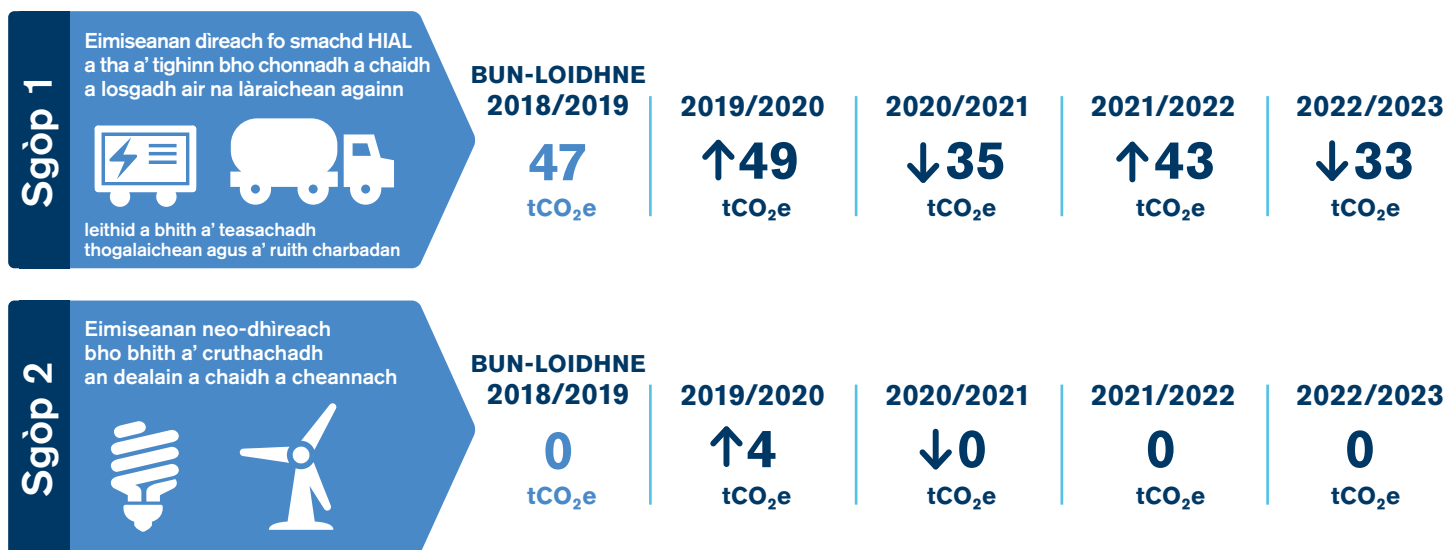 Sgòp 1
Eimiseanan dìreach fo smachd HIAL
a tha a' tighinn bho chonnadh a chaidh
a losgadh air na làraichean againn
leithid a bhith a' teasachadh
thogalaichean agus a' ruith charbadan
BUN-LOIDHNE
2018/2019
47
tCO₂e
2019/2020
↑49
tCO₂e
2020/2021
↓35
tCO₂e
2021/2022
↑43
tCO₂e
2022/2023
↓33
tCO₂e
Sgòp 2
Eimiseanan neo-dhìreach
bho bhith a' cruthachadh
an dealain a chaidh a cheannach
BUN-LOIDHNE
2018/2019
0
tCO₂e
2019/2020
↑4
tCO₂e
2020/2021
↓0
tCO₂e
2021/2022
0
tCO₂e
2022/2023
0
tCO₂e